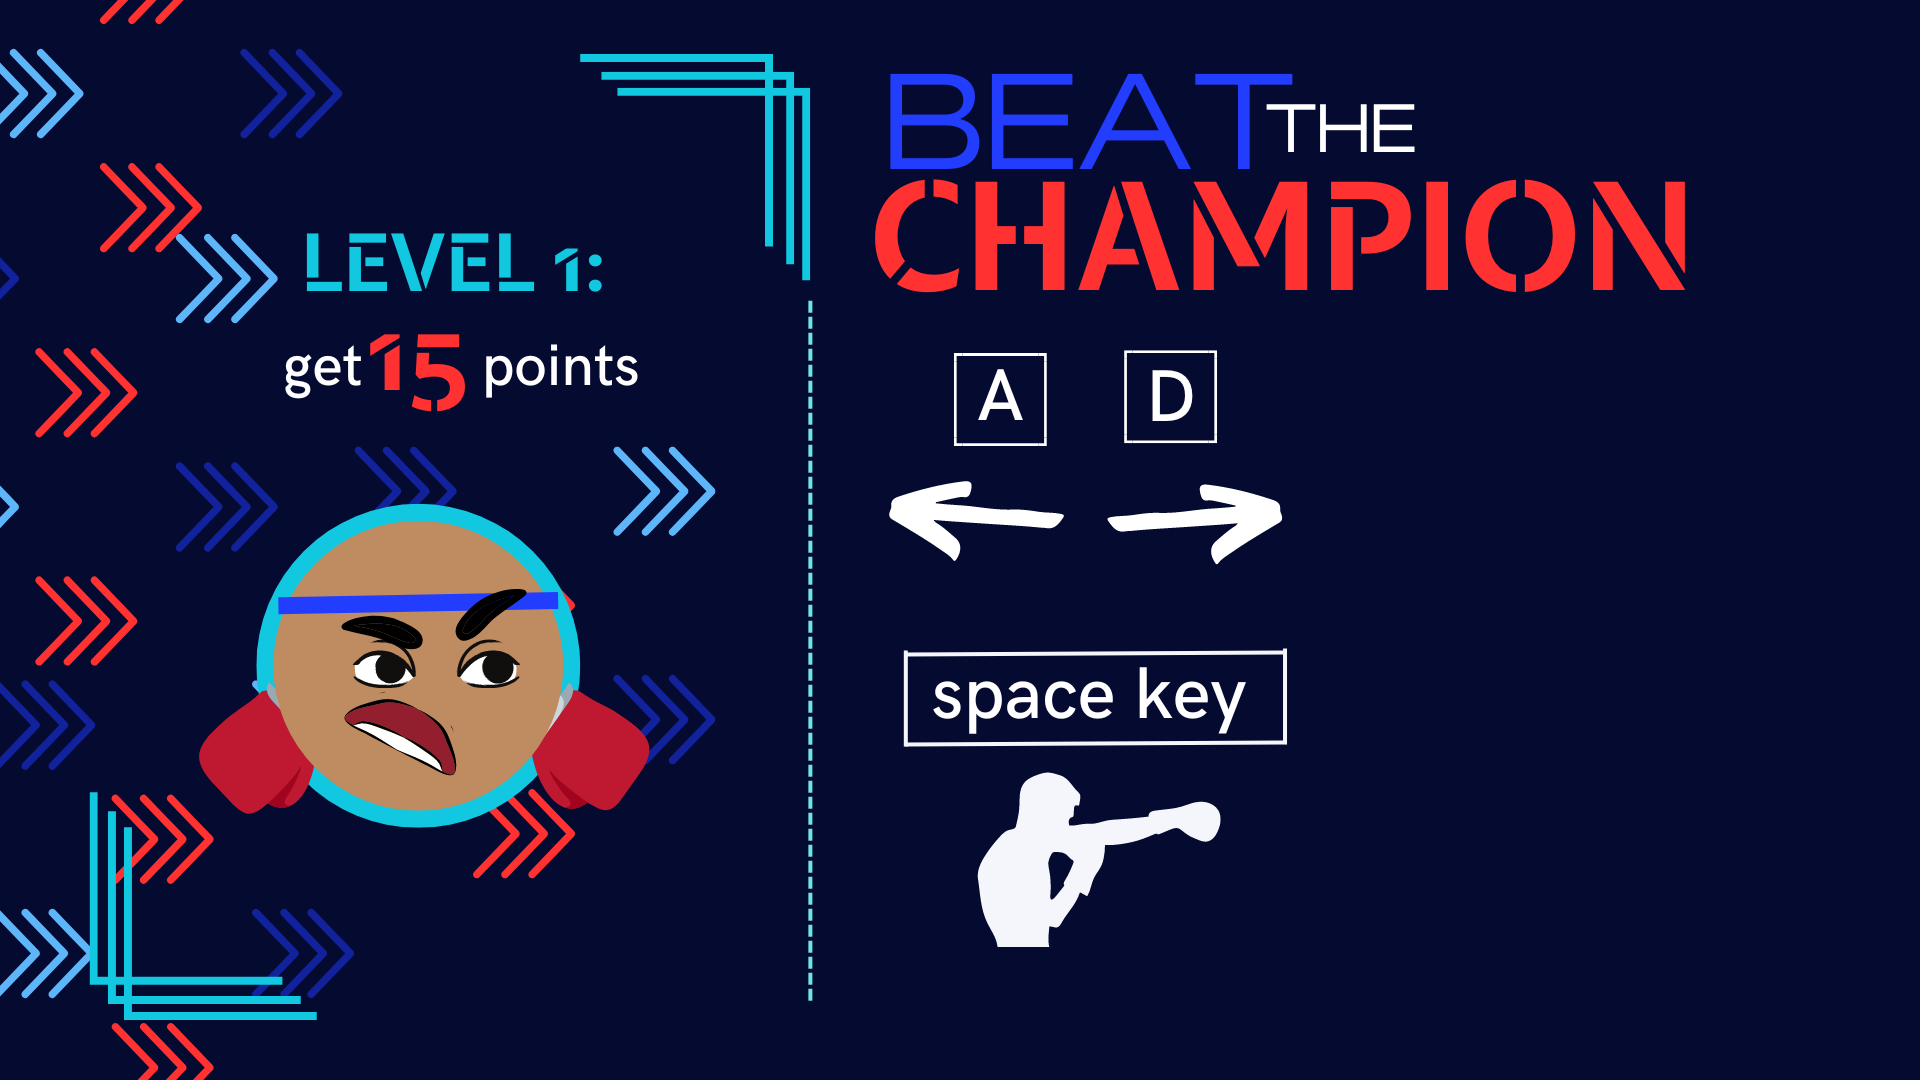 LEVEL 1:
get 15 points
BEAT THE
CHAMPION
A D
space key